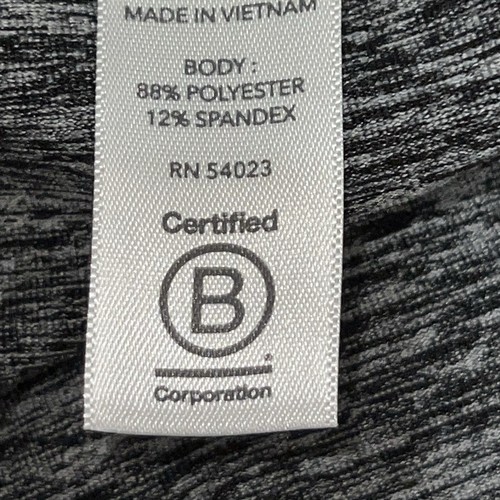 MADE IN VIETNAM
BODY :
88% POLYESTER
12% SPANDEX
RN 54023
Certified
B
Corporation